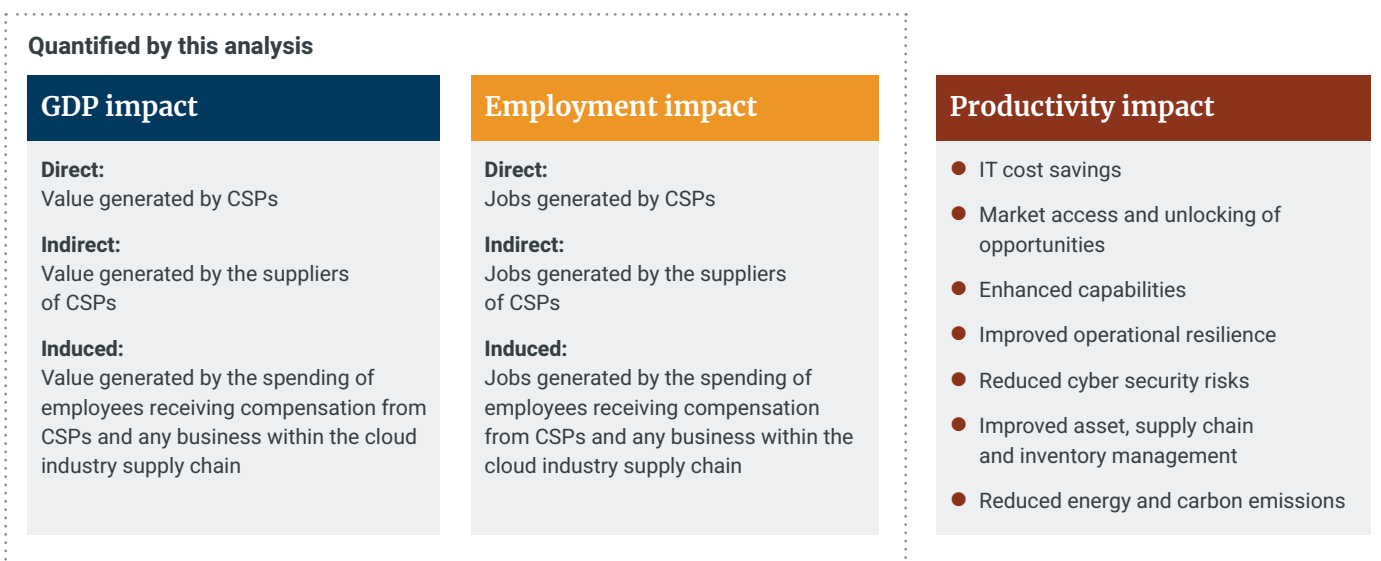 Quantified by this analysis
GDP impact
Direct:
Value generated by CSPs
Indirect:
Value generated by the suppliers
of CSPs
Induced:
Value generated by the spending of
employees receiving compensation from
CSPs and any business within the cloud
industry supply chain
Employment impact
Direct:
Jobs generated by CSPs
Indirect:
Jobs generated by the suppliers
of CSPs
Induced:
Jobs generated by the spending of
employees receiving compensation
from CSPs and any business within the
cloud industry supply chain
Productivity impact
● IT cost savings
● Market access and unlocking of
opportunities
● Enhanced capabilities
● Improved operational resilience
● Reduced cyber security risks
● Improved asset, supply chain
and inventory management
● Reduced energy and carbon emissions